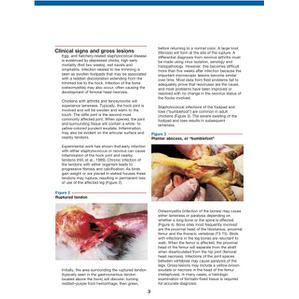 Clinical signs and gross lesions
Egg, and hatchery-related staphylococcal disease
is evidenced by depressed chicks, high early
mortality (first two weeks), wet navels and
omphalitis. Infection related to toe trimming is
seen as swollen footpads that may be associated
with a reddish discoloration extending from the
trimmed toe to the hock. Infection of the bone
(osteomyelitis) may also occur, often causing the
development of femoral head necrosis.
Chickens with arthritis and tenosynovitis will
experience lameness. Typically, the hock joint is
involved and will be swollen and warm to the
touch. The stifle joint is the second most
commonly affected joint. When opened, the joint
and surrounding tissue will contain a white- to
yellow-colored purulent exudate. Inflammation
may also be evident on the articular surface and
nearby tendons.
Experimental work has shown that early infection
with either staphylococcus or reovirus can cause
inflammation of the hock joint and nearby
tendons (Hill et al., 1989). Chronic infection of
the tendons with either organism leads to
progressive fibrosis and calcification. As birds
gain weight or are placed in slatted houses these
tendons may rupture, resulting in permanent loss
of use of the affected leg (Figure 2).
Figure 2
Ruptured tendon
Initially, the area surrounding the ruptured tendon
(typically seen in the gastrocnemius tendon
located above the hock) will discolor, turning
reddish-purple from hemorrhage, then green,
before returning to a normal color. A large knot
(fibrosis) will form at the site of the rupture. A
differential diagnosis from reovirus arthritis must
be made using virus isolation, serology and
histopathology. However, this becomes difficult
more than five weeks after infection because the
important microscopic lesions become similar
over time. Most data from field problems fail to
adequately prove that reoviruses are the cause
and most problems have been improved or
resolved with no change in the reovirus status of
the flocks involved.
Staphylococcal infections of the footpad and
toes ("bumblefoot") are common in adult
chickens (Figure 3). The severe swelling of the
footpad and toes results in subsequent
lameness.
Figure 3
Plantar abscess, or "bumblefoot"
Osteomyelitis (infection of the bone) may cause
either lameness or paralysis depending on
whether a long bone or the spine is affected
(Figure 4). Bone sites most frequently involved
are the proximal head of the tibiotarsus, proximal
femur and the thoracic vertebrae (T3-T6). Birds
with infections in the leg bones are reluctant to
walk. When the femur is affected, the proximal
head of the femur will separate from the shaft
when disarticulated from the hip joint (femoral
head necrosis). Infections of the joint spaces
between vertebrae may cause paralysis of the
legs. Gross lesions may include a yellow-brown
exudate or necrosis in the head of the femur
(metaphysis). In many cases, a histologic
examination of formalin-fixed tissue is required
for accurate diagnosis.
3